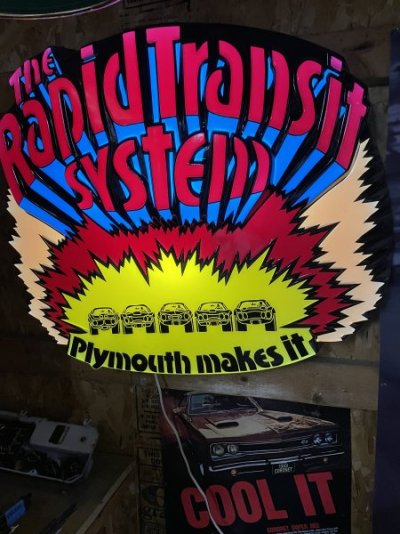 The
Rapid Transit
System
Plymouth makes it
COOL IT